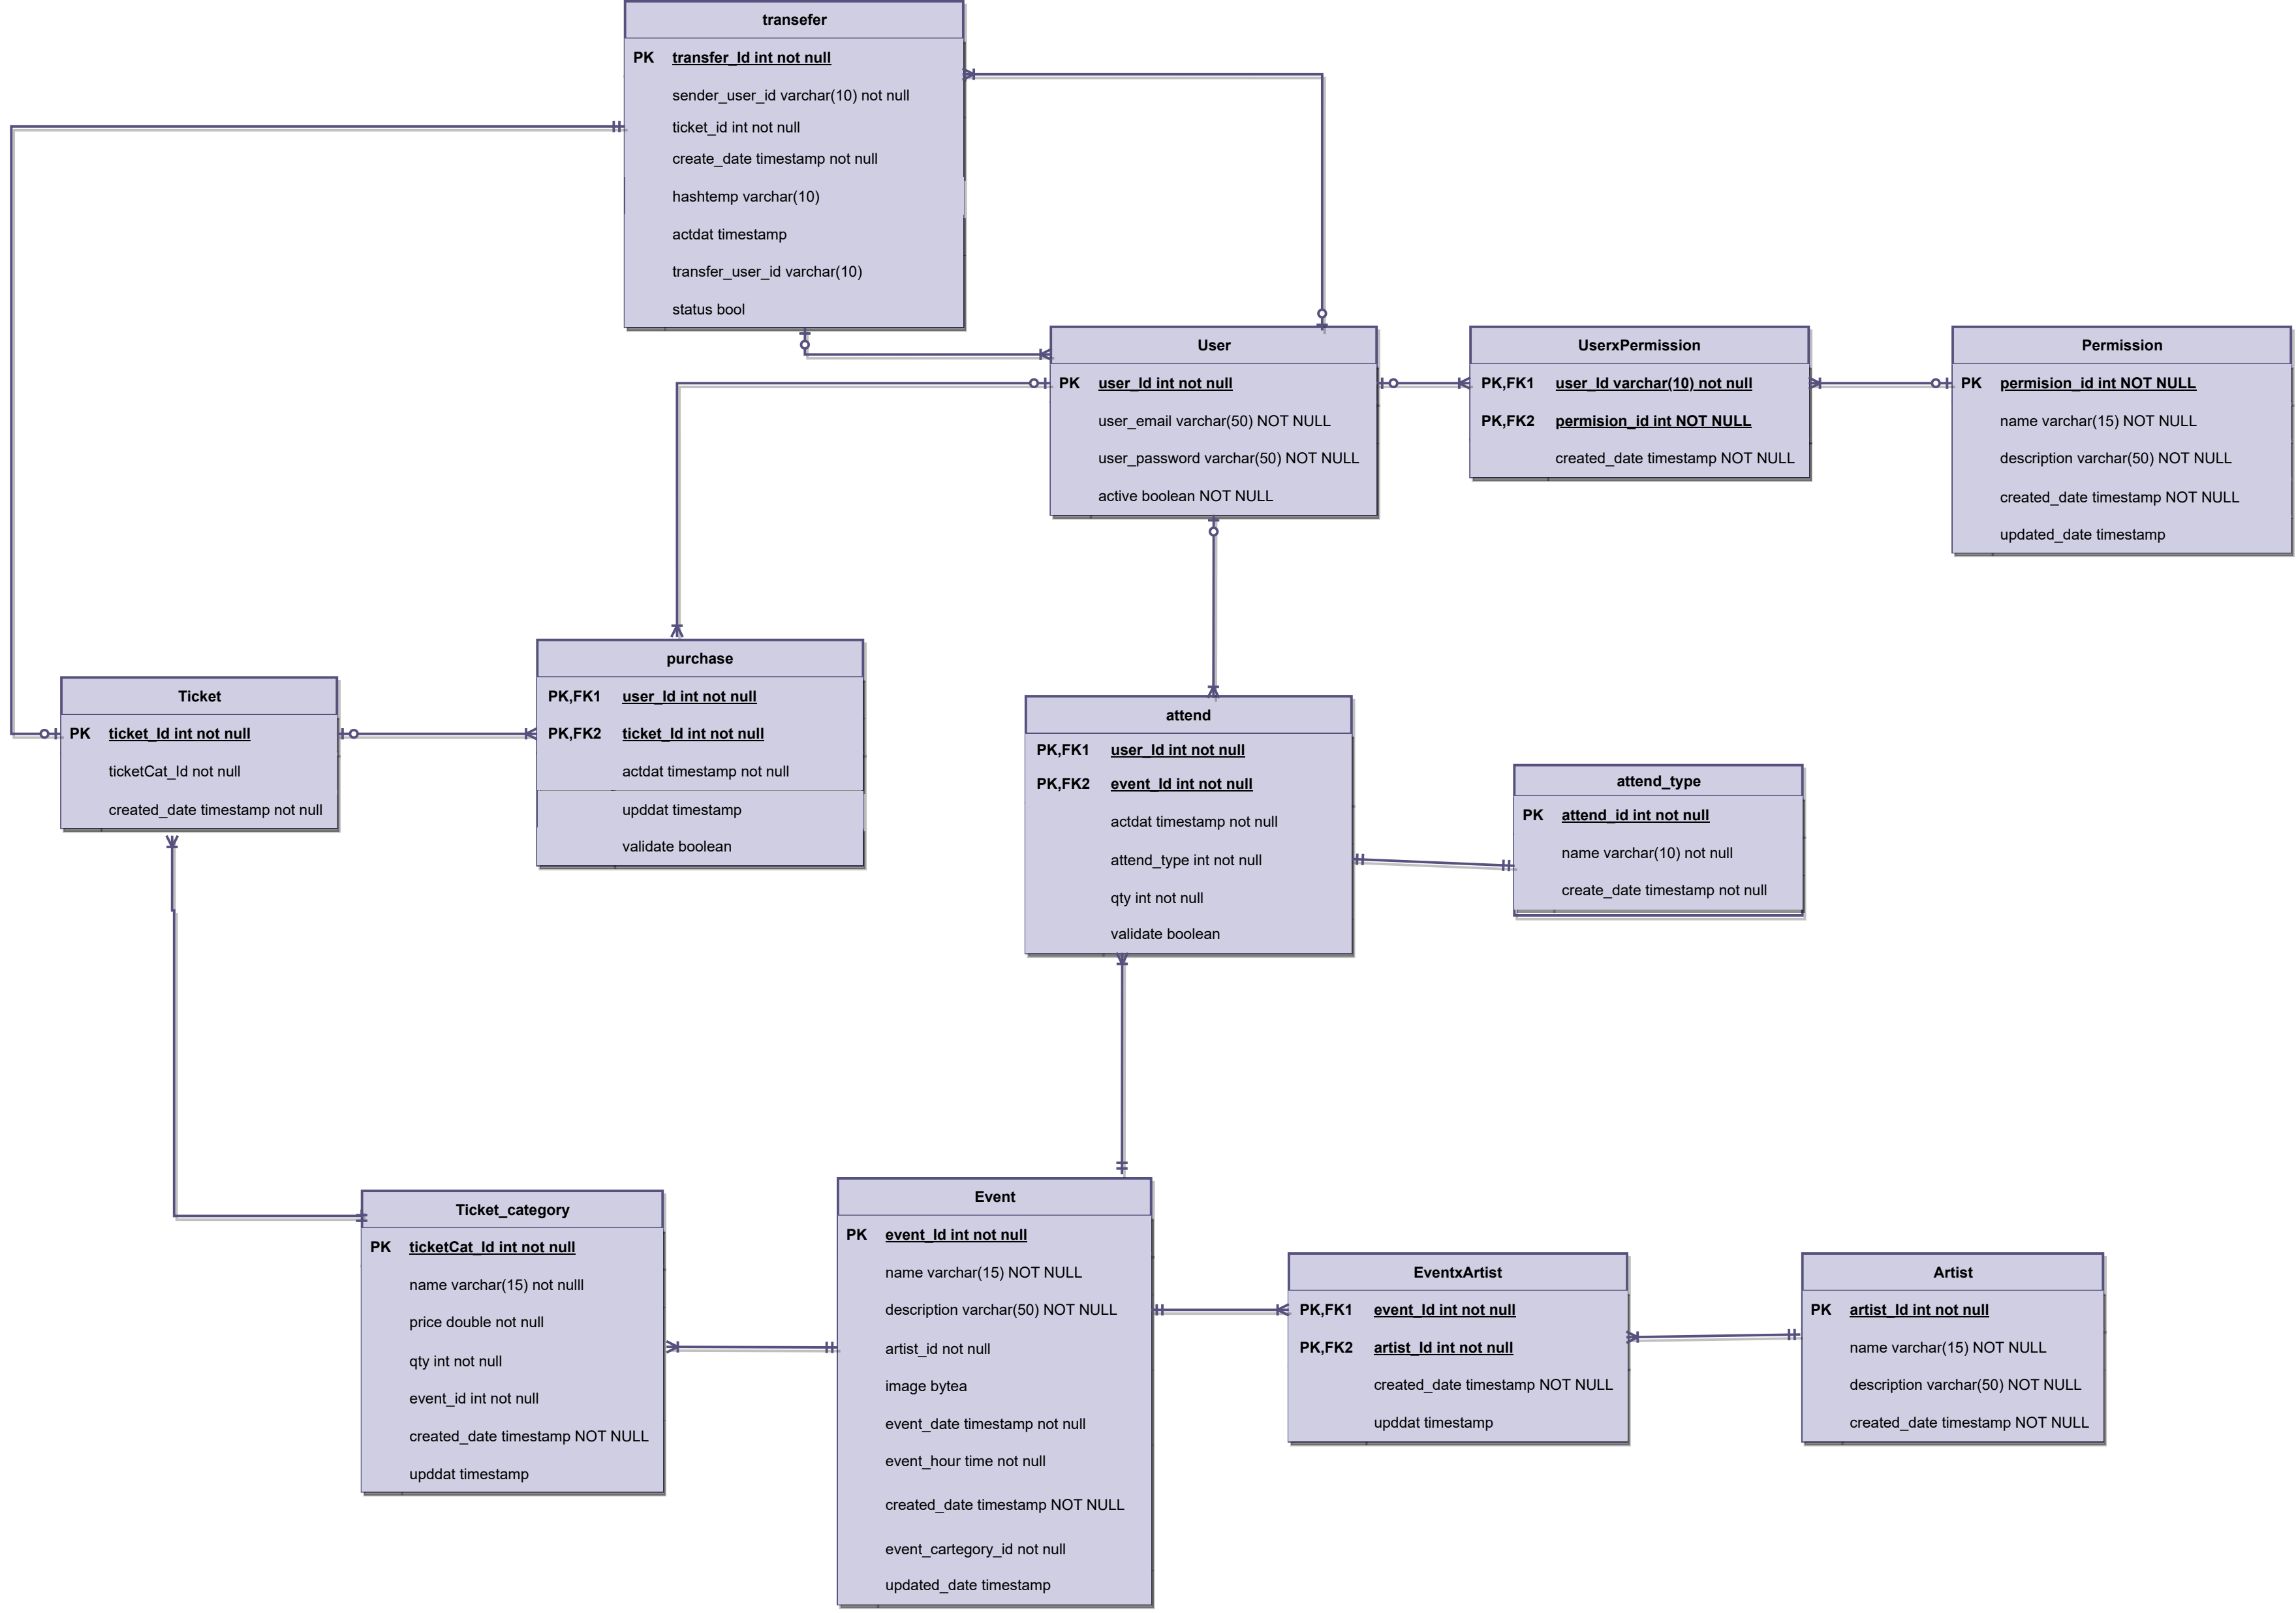 transefer
PK transfer_Id int not null
sender_user_id varchar(10) not null
ticket_id int not null
create_date timestamp not null
hashtemp varchar(10)
actdat timestamp
transfer_user_id varchar(10)
status bool
User
PK user_Id int not null
user_email varchar(50) NOT NULL
user_password varchar(50) NOT NULL
active boolean NOT NULL
UserxPermission
PK,FK1 user_Id varchar(10) not null
PK,FK2 permision_id int NOT NULL
created_date timestamp NOT NULL
Permission
PK permision_id int NOT NULL
name varchar(15) NOT NULL
description varchar(50) NOT NULL
created_date timestamp NOT NULL
updated_date timestamp
Ticket
PK ticket_Id int not null
ticketCat_Id not null
created_date timestamp not null
purchase
PK,FK1 user_Id int not null
PK,FK2 ticket_Id int not null
actdat timestamp not null
upddat timestamp
validate boolean
attend
PK,FK1 user_Id int not null
PK,FK2 event_Id int not null
actdat timestamp not null
attend_type int not null
qty int not null
validate boolean
attend_type
PK attend_id int not null
name varchar(10) not null
create_date timestamp not null
Ticket_category
PK ticketCat_Id int not null
name varchar(15) not nulll
price double not null
qty int not null
event_id int not null
created_date timestamp NOT NULL
upddat timestamp
Event
PK event_Id int not null
name varchar(15) NOT NULL
description varchar(50) NOT NULL
artist_id not null
image bytea
event_date timestamp not null
event_hour time not null
created_date timestamp NOT NULL
event_cartegory_id not null
updated_date timestamp
EventxArtist
PK,FK1 event_Id int not null
PK,FK2 artist_Id int not null
created_date timestamp NOT NULL
upddat timestamp
Artist
PK artist_Id int not null
name varchar(15) NOT NULL
description varchar(50) NOT NULL
created_date timestamp NOT NULL